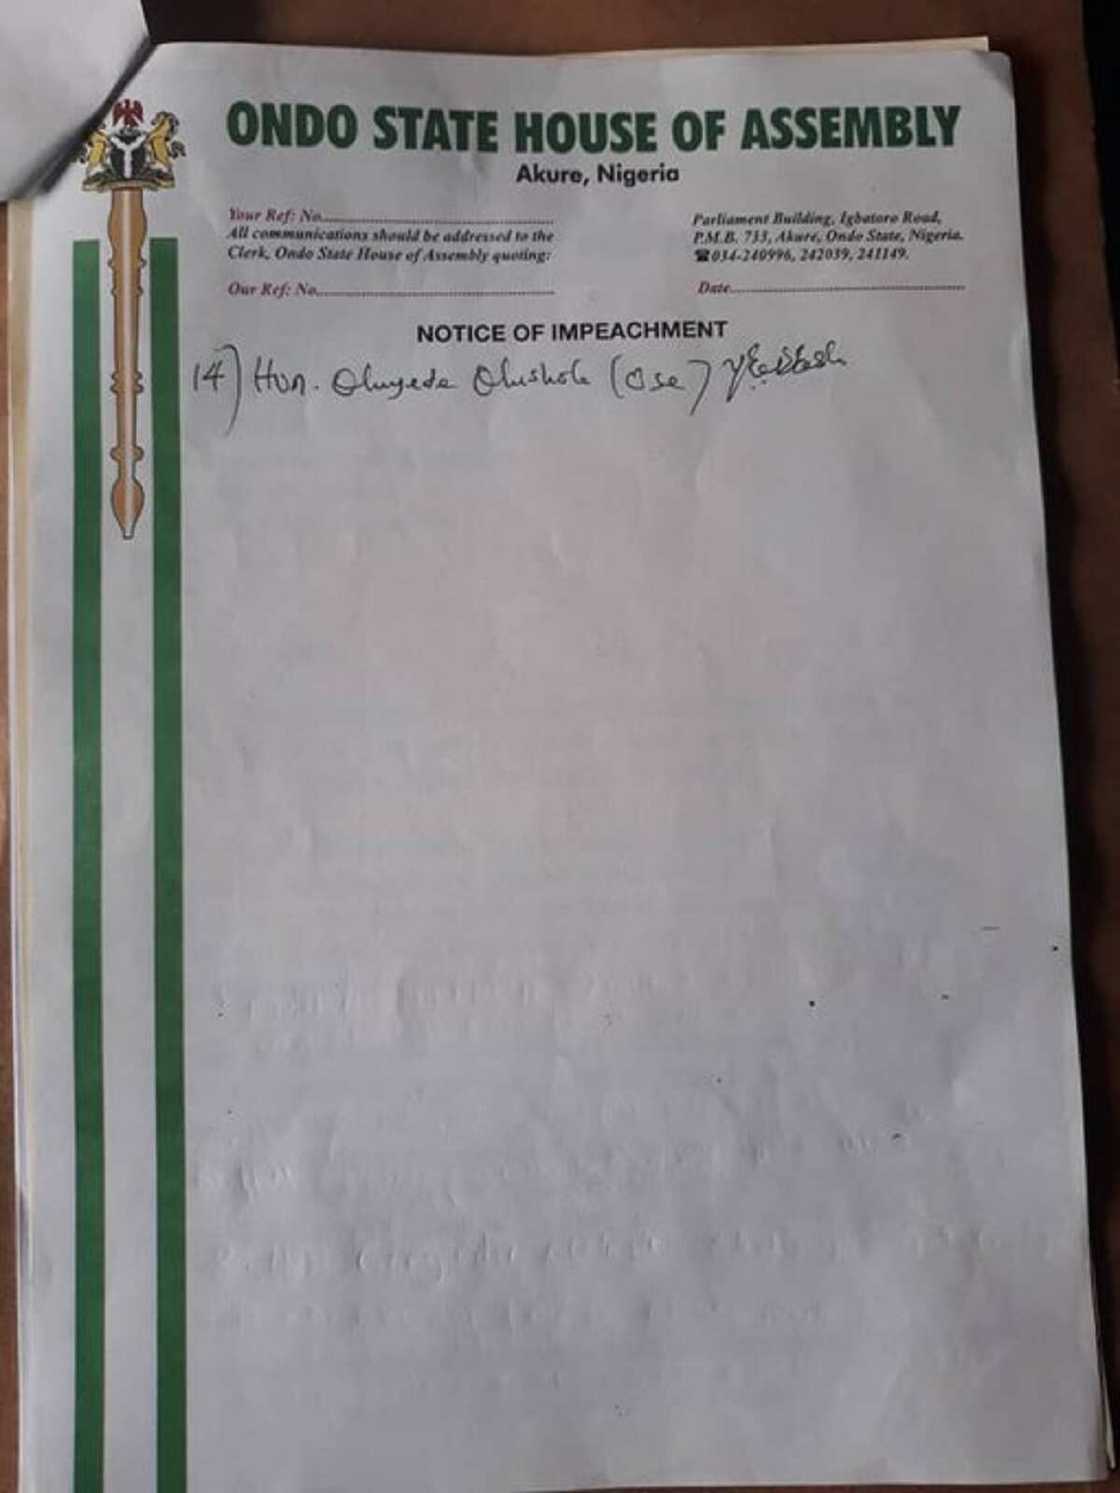 ONDO STATE HOUSE OF ASSEMBLY
Akure, Nigeria
Your Ref: No........................
All communications should be addressed to the
Clerk, Ondo State House of Assembly quoting:
Our Ref: No........................
Parliament Building, Igbatoro Road,
P.M.B. 733, Akure, Ondo State, Nigeria.
☎034-240996, 242039, 241149.
Date........................
NOTICE OF IMPEACHMENT
14) Hon. Oluyede Olushola (Ose)